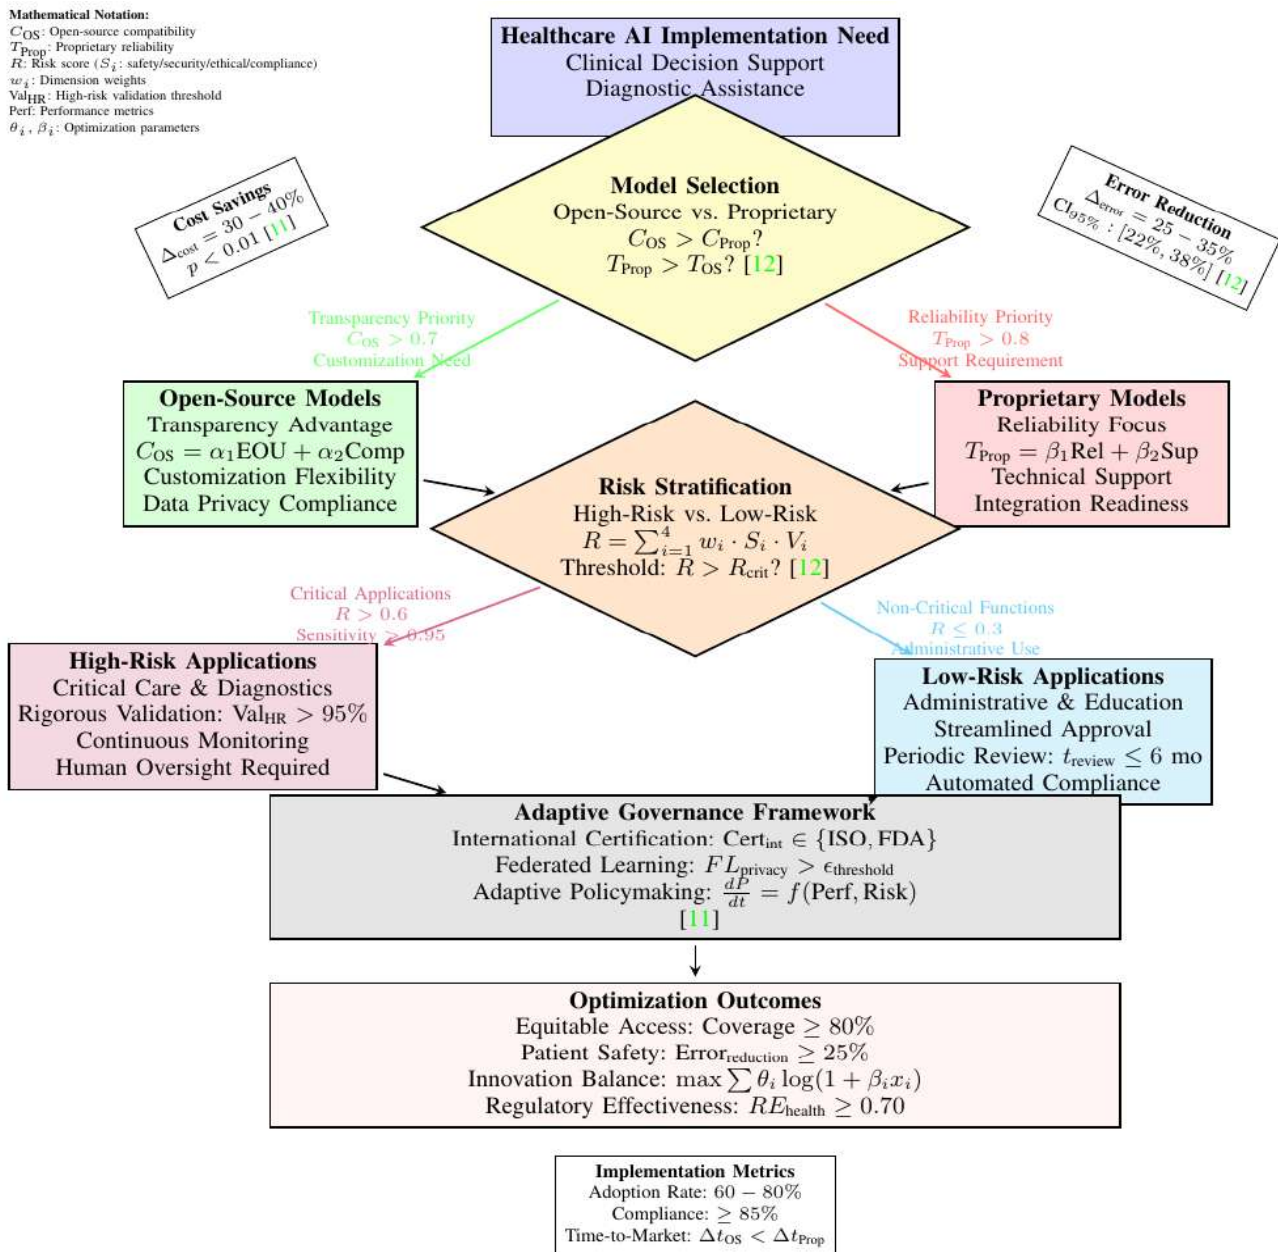 Mathematical Notation:
C_OS: Open-source compatibility
T_Prop: Proprietary reliability
R: Risk score (S_i: safety/security/ethical/compliance)
w_i: Dimension weights
Val_HR: High-risk validation threshold
Perf: Performance metrics
θ_i, β_i: Optimization parameters
Healthcare AI Implementation Need
Clinical Decision Support
Diagnostic Assistance
Cost Savings
Δ_cost = 30 − 40%
p < 0.01 [11]
Model Selection
Open-Source vs. Proprietary
C_OS > C_Prop?
T_Prop > T_OS? [12]
Error Reduction
Δ_error = 25 − 35%
CI_95% : [22%, 38%] [12]
Transparency Priority
C_OS > 0.7
Customization Need
Reliability Priority
T_Prop > 0.8
Support Requirement
Open-Source Models
Transparency Advantage
C_OS = α_1EOU + α_2Comp
Customization Flexibility
Data Privacy Compliance
Proprietary Models
Reliability Focus
T_Prop = β_1Rel + β_2Sup
Technical Support
Integration Readiness
Risk Stratification
High-Risk vs. Low-Risk
R = ∑_{i=1}^{4} w_i · S_i · V_i
Threshold: R > R_crit? [12]
Critical Applications
R > 0.6
Sensitivity > 0.95
Non-Critical Functions
R ≤ 0.3
Administrative Use
High-Risk Applications
Critical Care & Diagnostics
Rigorous Validation: Val_HR > 95%
Continuous Monitoring
Human Oversight Required
Low-Risk Applications
Administrative & Education
Streamlined Approval
Periodic Review: t_review ≤ 6 mo
Automated Compliance
Adaptive Governance Framework
International Certification: Cert_int ∈ {ISO, FDA}
Federated Learning: FL_privacy > ϵ_threshold
Adaptive Policymaking: dP/dt = f(Perf, Risk)
[11]
Optimization Outcomes
Equitable Access: Coverage ≥ 80%
Patient Safety: Error_reduction ≥ 25%
Innovation Balance: max ∑ θ_i log(1 + β_i x_i)
Regulatory Effectiveness: RE_health ≥ 0.70
Implementation Metrics
Adoption Rate: 60 − 80%
Compliance: ≥ 85%
Time-to-Market: Δt_OS < Δt_Prop